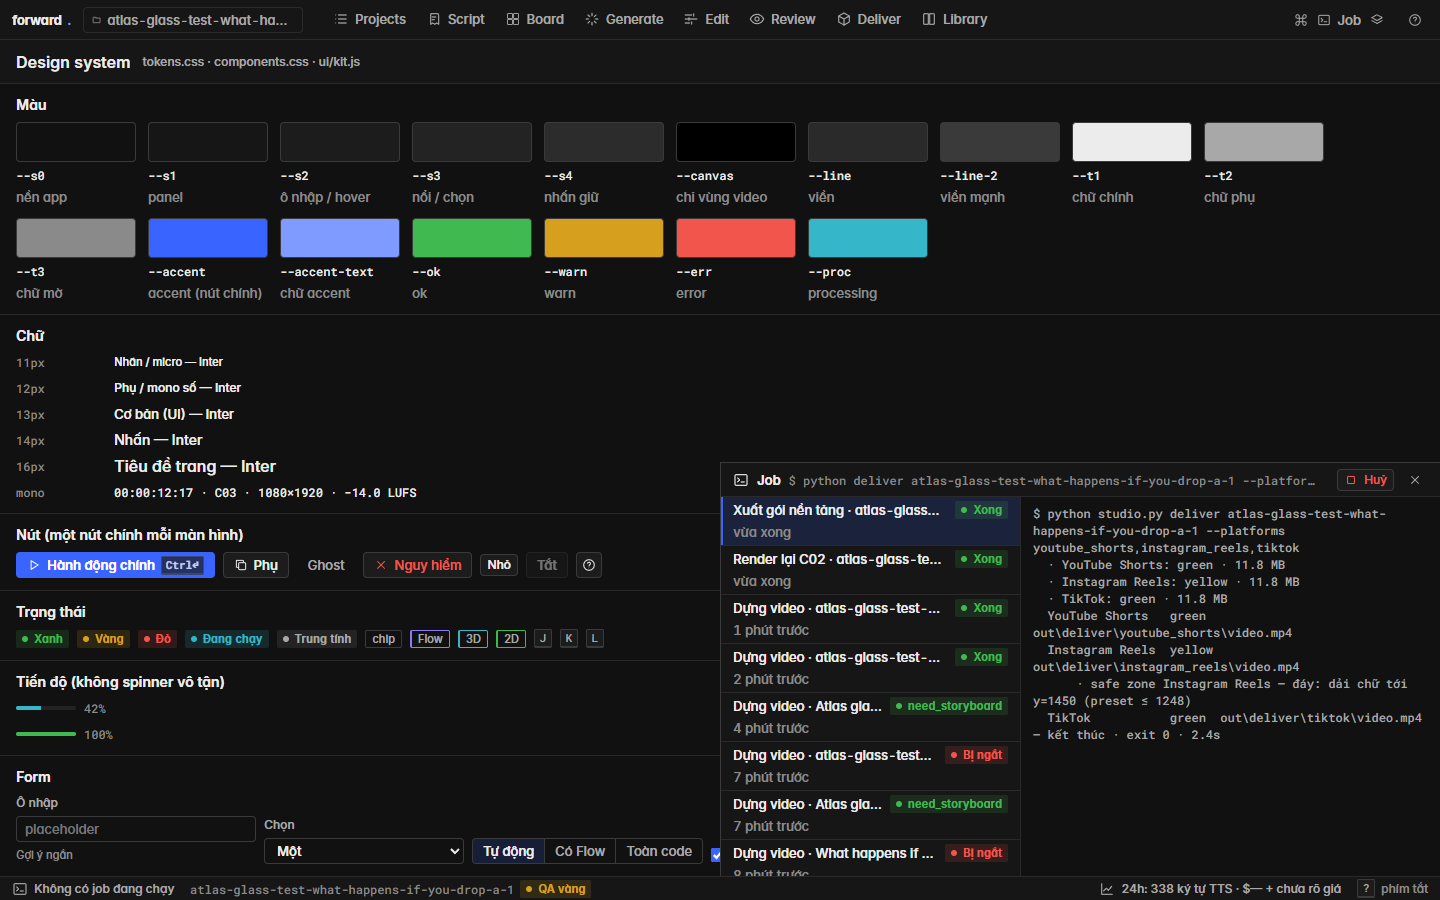 forward .
atlas-glass-test-what-ha...
Projects
Script
Board
Generate
Edit
Review
Deliver
Library
Job
Design system
tokens.css · components.css · ui/kit.js
Màu
--s0
--s1
--s2
--s3
--s4
--canvas
--line
--line-2
--t1
--t2
nền app
panel
ô nhập / hover
nổi / chọn
nhấn giữ
chỉ vùng video
viền
viền mạnh
chữ chính
chữ phụ
--t3
--accent
--accent-text
--ok
--warn
--err
--proc
chữ mờ
accent (nút chính)
chữ accent
ok
warn
error
processing
Chữ
11px Nhãn / micro — Inter
12px Phụ / mono số — Inter
13px Cơ bản (UI) — Inter
14px Nhấn — Inter
16px Tiêu đề trang — Inter
mono 00:00:12:17 · C03 · 1080×1920 · -14.0 LUFS
Nút (một nút chính mỗi màn hình)
Hành động chính Ctrl↵
Phụ
Ghost
Nguy hiểm
Nhỏ
Tắt
Trạng thái
Xanh
Vàng
Đỏ
Đang chạy
Trung tính
chip
Flow
3D
2D
J
K
L
Tiến độ (không spinner vô tận)
42%
100%
Form
Ô nhập
placeholder
Gợi ý ngắn
Chọn
Một
Tự động
Có Flow
Toàn code
Job $ python deliver atlas-glass-test-what-happens-if-you-drop-a-1 --platfor…
Huỷ
Xuất gói nền tảng · atlas-glass... Xong
vừa xong
Render lại C02 · atlas-glass-te... Xong
vừa xong
Dựng video · atlas-glass-test-... Xong
1 phút trước
Dựng video · atlas-glass-test-... Xong
2 phút trước
Dựng video · Atlas gla... need_storyboard
4 phút trước
Dựng video · atlas-glass-test... Bị ngắt
7 phút trước
Dựng video · Atlas gla... need_storyboard
7 phút trước
Dựng video · What happens if ... Bị ngắt
8 phút trước
$ python studio.py deliver atlas-glass-test-what-
happens-if-you-drop-a-1 --platforms
youtube_shorts,instagram_reels,tiktok
· YouTube Shorts: green · 11.8 MB
· Instagram Reels: yellow · 11.8 MB
· TikTok: green · 11.8 MB
YouTube Shorts green
out\deliver\youtube_shorts\video.mp4
Instagram Reels yellow
out\deliver\instagram_reels\video.mp4
· safe zone Instagram Reels — đáy: dải chữ tới
y=1450 (preset ≤ 1248)
TikTok green out\deliver\tiktok\video.mp4
— kết thúc · exit 0 · 2.4s
Không có job đang chạy
atlas-glass-test-what-happens-if-you-drop-a-1
QA vàng
24h: 338 ký tự TTS · $— + chưa rõ giá
? phím tắt